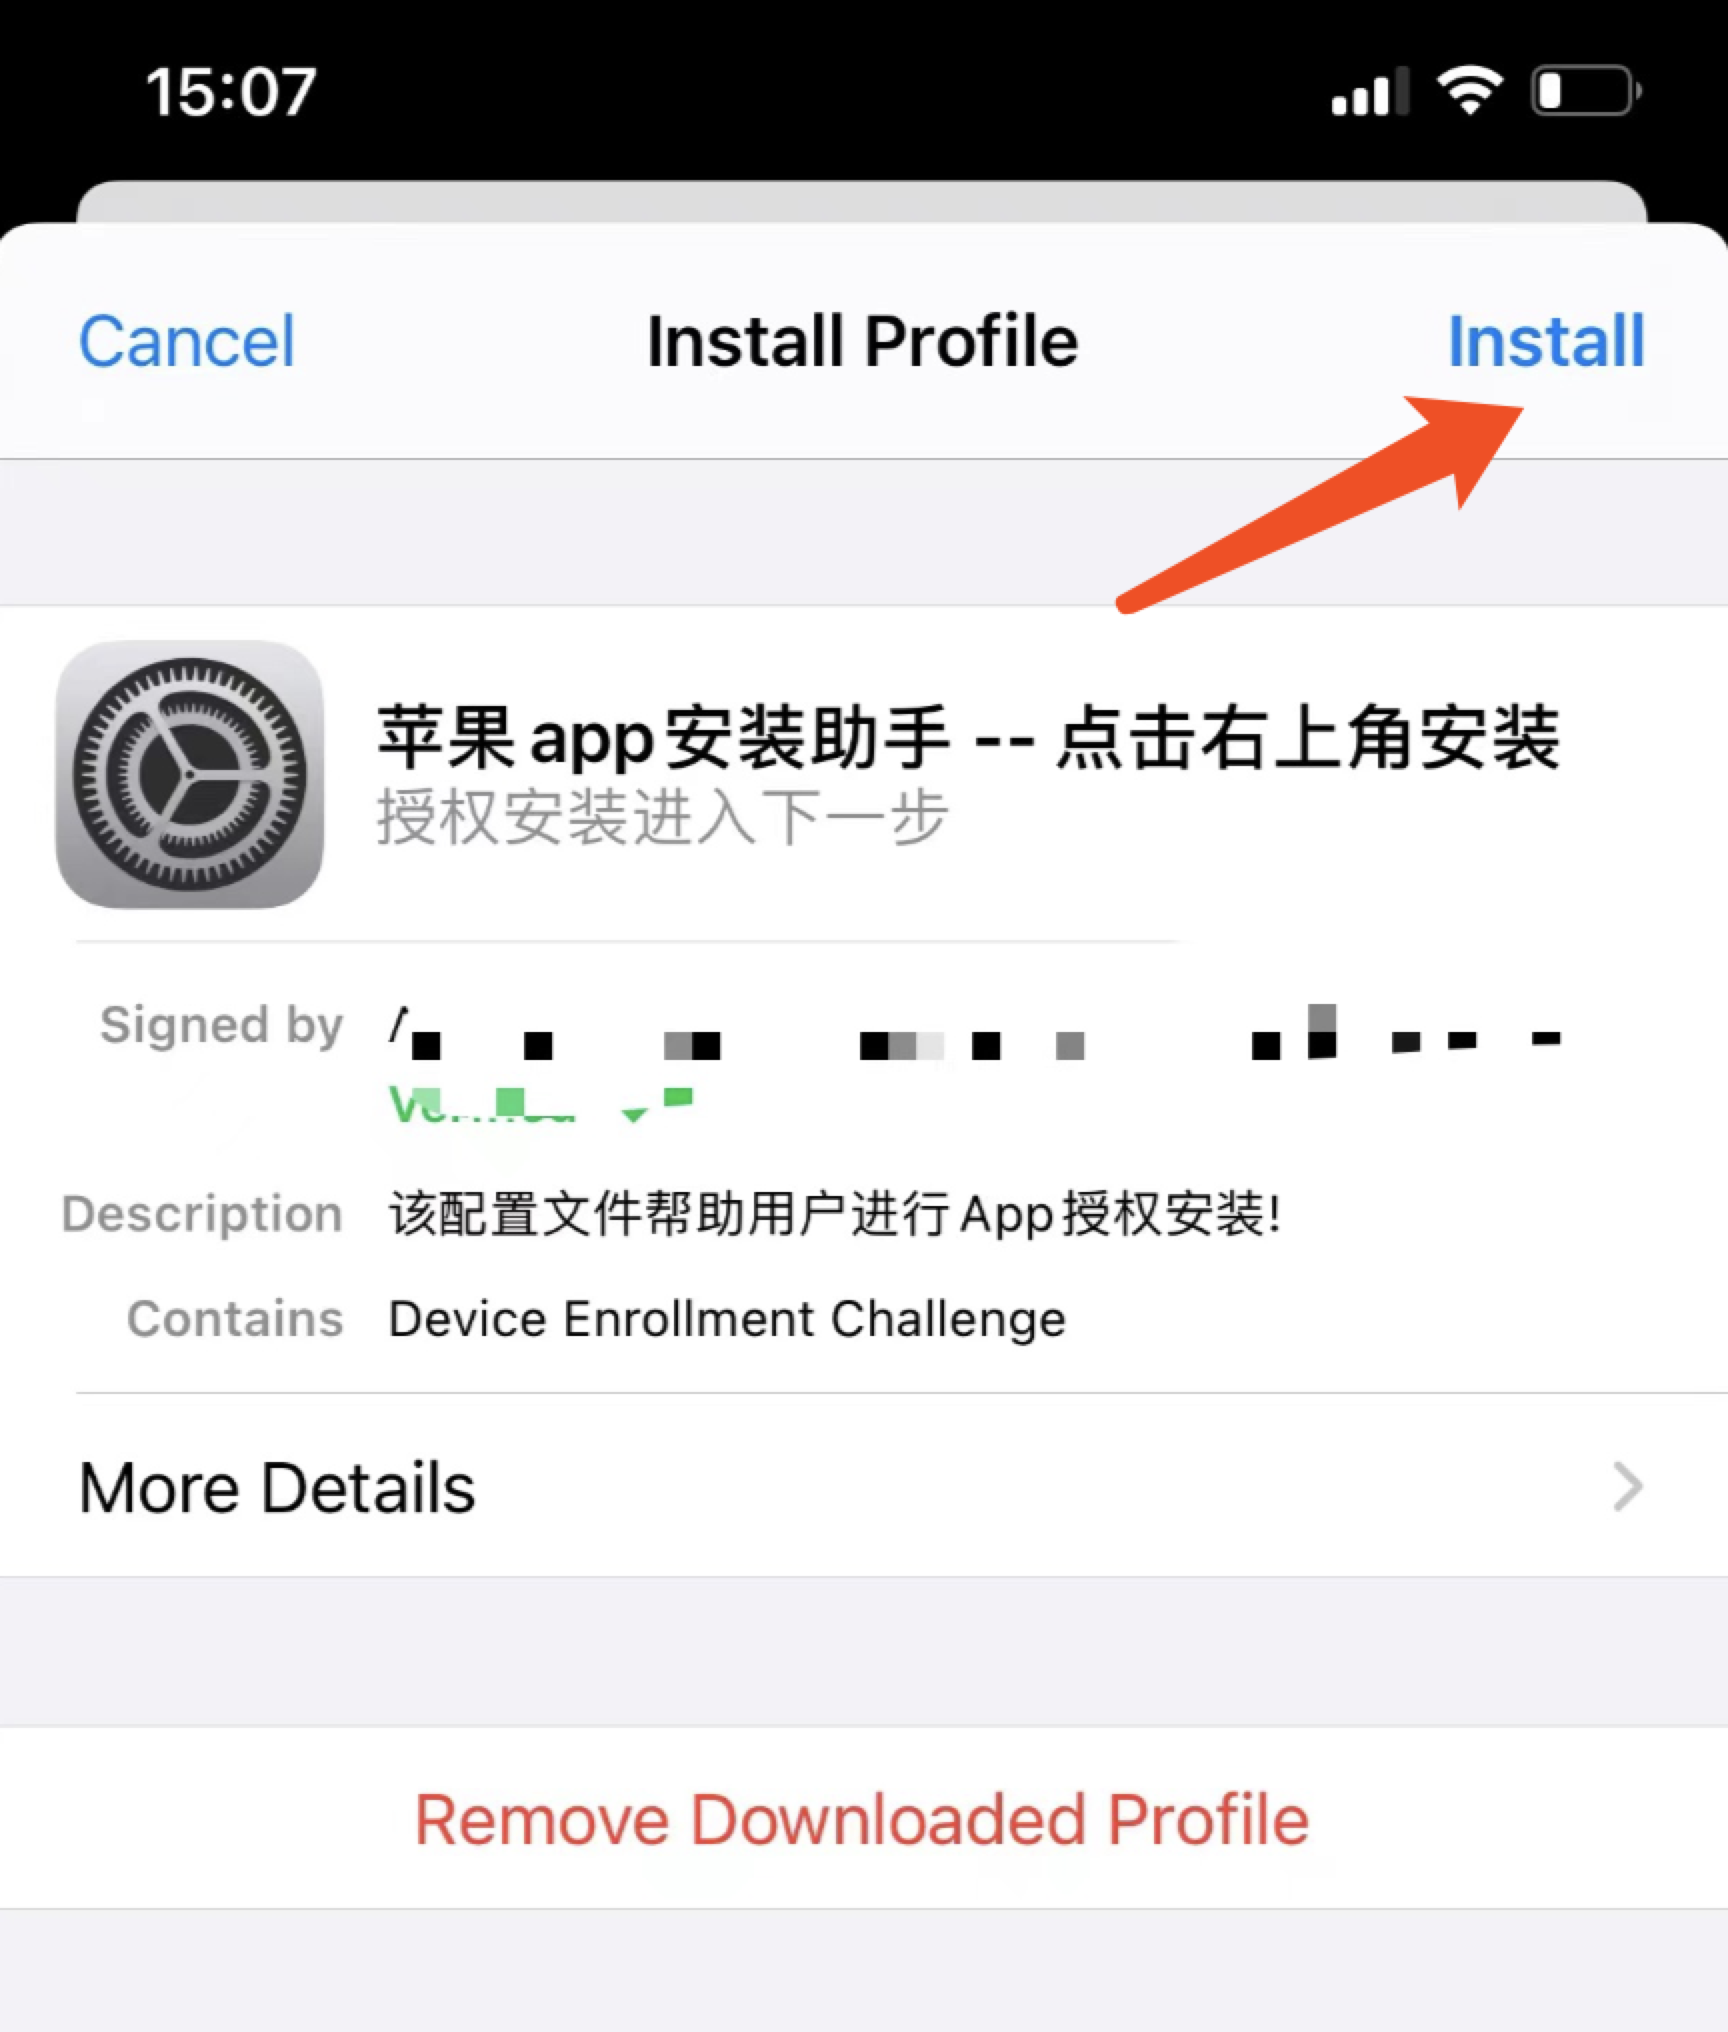 15:07
Cancel
Install Profile
Install
苹果app安装助手 -- 点击右上角安装
授权安装进入下一步
Signed by
Description 该配置文件帮助用户进行App授权安装!
Contains Device Enrollment Challenge
More Details
Remove Downloaded Profile